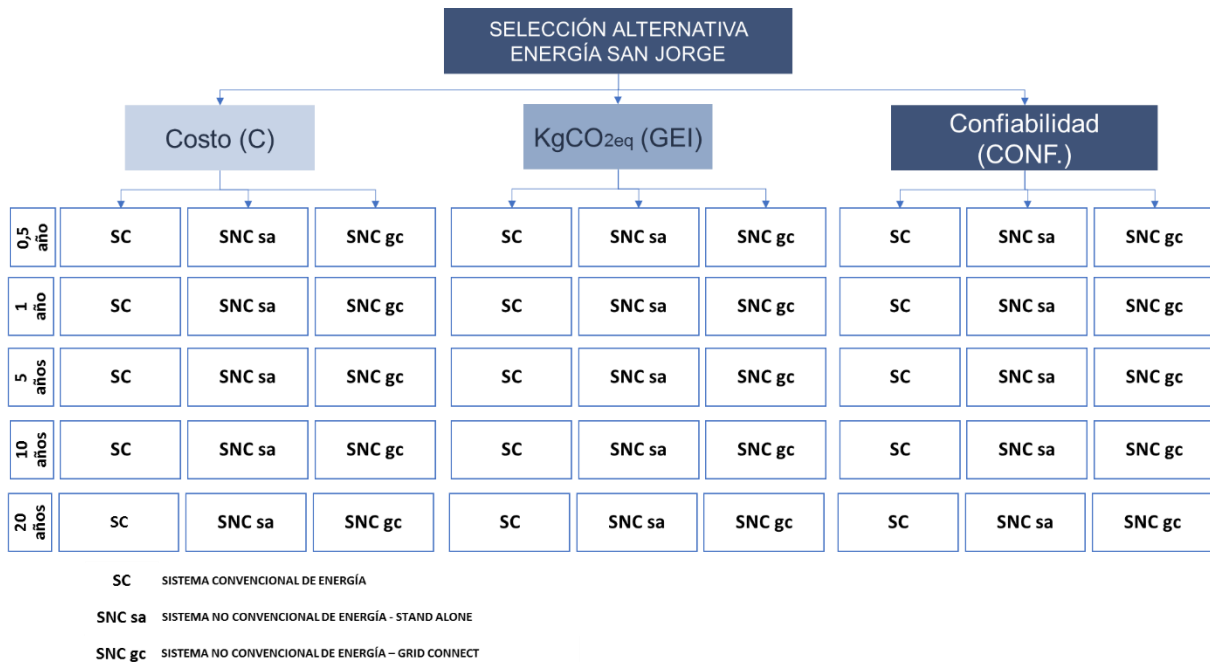 SELECCIÓN ALTERNATIVA
ENERGÍA SAN JORGE
Costo (C)
KgCO2eq (GEI)
Confiabilidad
(CONF.)
0,5
año
SC
SNC sa
SNC gc
SC
SNC sa
SNC gc
SC
SNC sa
SNC gc
1
año
SC
SNC sa
SNC gc
SC
SNC sa
SNC gc
SC
SNC sa
SNC gc
5
años
SC
SNC sa
SNC gc
SC
SNC sa
SNC gc
SC
SNC sa
SNC gc
10
años
SC
SNC sa
SNC gc
SC
SNC sa
SNC gc
SC
SNC sa
SNC gc
20
años
SC
SNC sa
SNC gc
SC
SNC sa
SNC gc
SC
SNC sa
SNC gc
SC SISTEMA CONVENCIONAL DE ENERGÍA
SNC sa SISTEMA NO CONVENCIONAL DE ENERGÍA - STAND ALONE
SNC gc SISTEMA NO CONVENCIONAL DE ENERGÍA – GRID CONNECT